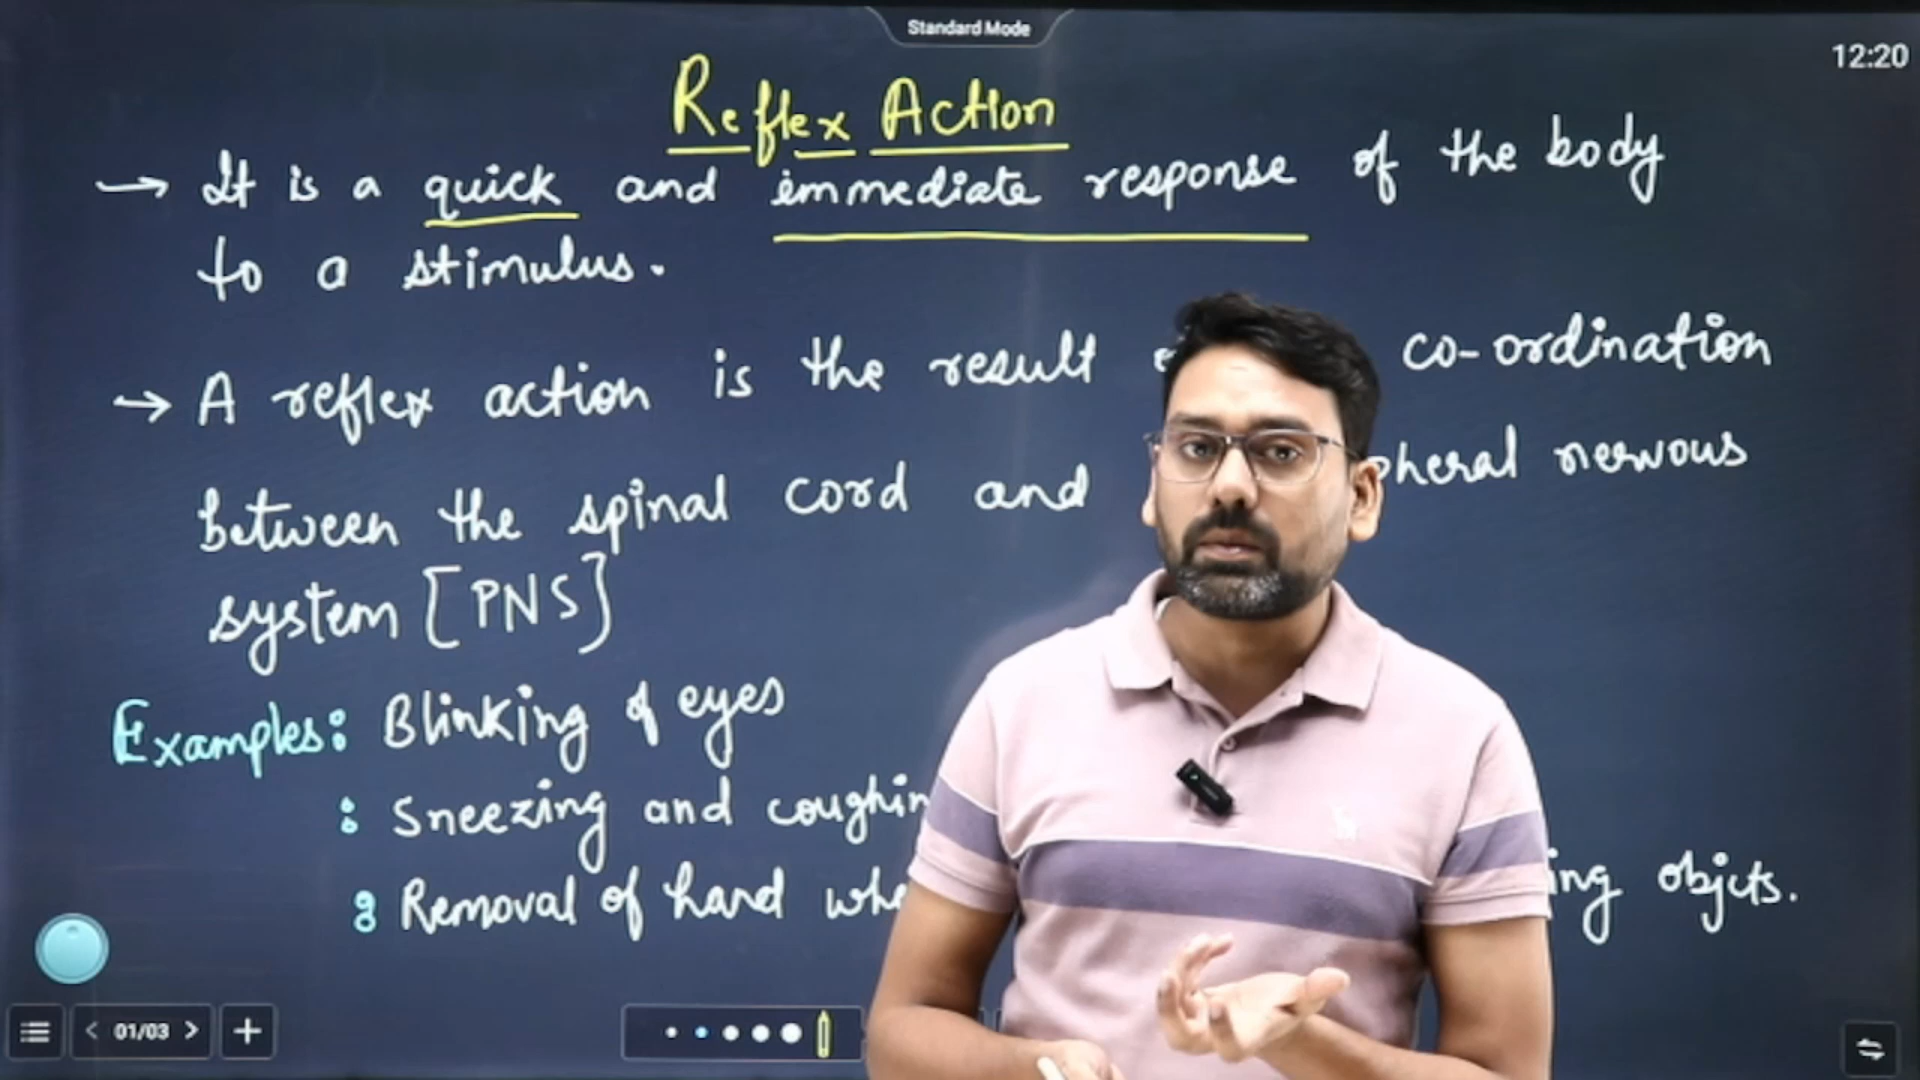 Standard Mode
12:20
Reflex Action
→ It is a quick and immediate response of the body
to a stimulus.
→ A reflex action is the result co-ordination
between the spinal cord and pheral nervous
system [PNS]
Examples: Blinking of eyes
: Sneezing and coughin
: Removal of hand whe ing objcts.
01/03